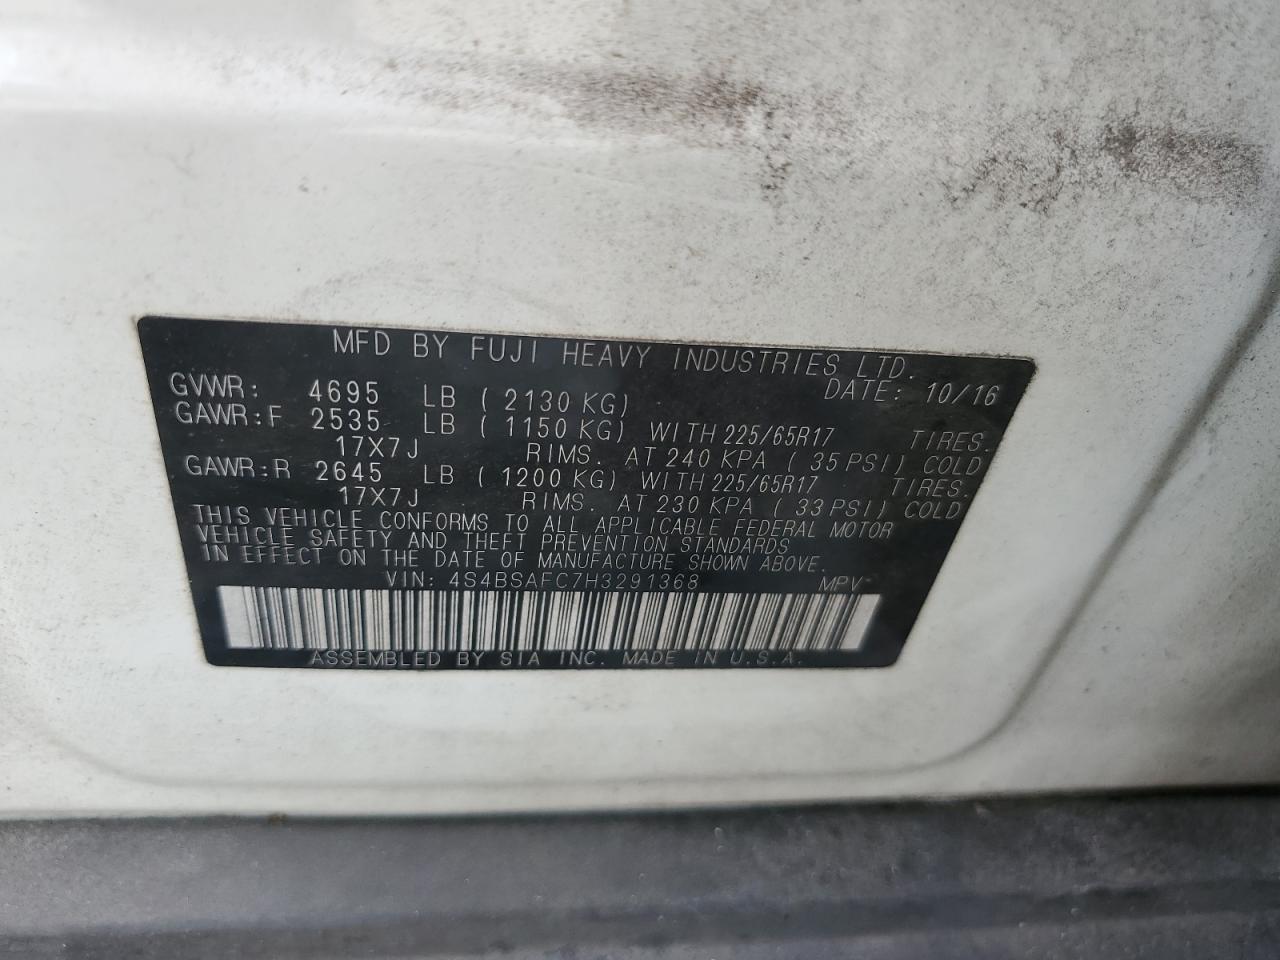 MFD BY FUJI HEAVY INDUSTRIES LTD.
DATE: 10/16
GVWR: 4695 LB ( 2130 KG)
GAWR:F 2535 LB ( 1150 KG) WITH 225/65R17 TIRES.
17X7J RIMS. AT 240 KPA ( 35 PSI) COLD
GAWR:R 2645 LB ( 1200 KG) WITH 225/65R17 TIRES.
17X7J RIMS. AT 230 KPA ( 33 PSI) COLD
THIS VEHICLE CONFORMS TO ALL APPLICABLE FEDERAL MOTOR
VEHICLE SAFETY AND THEFT PREVENTION STANDARDS
IN EFFECT ON THE DATE OF MANUFACTURE SHOWN ABOVE.
VIN: 4S4BSAFC7H3291368 MPV
ASSEMBLED BY SIA INC. MADE IN U.S.A.